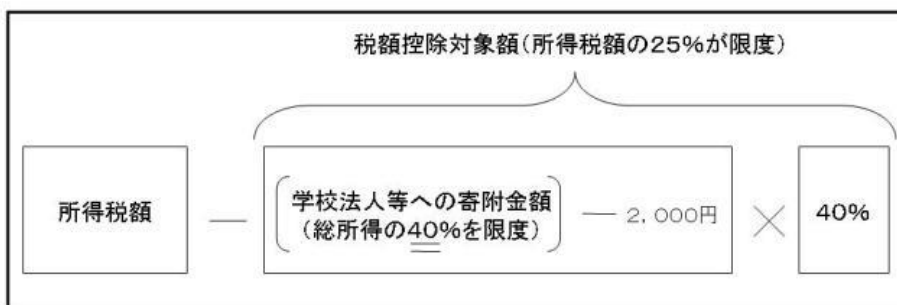 税額控除対象額(所得税額の25%が限度)
所得税額 — 学校法人等への寄附金額 — 2,000円 × 40%
(総所得の40%を限度)